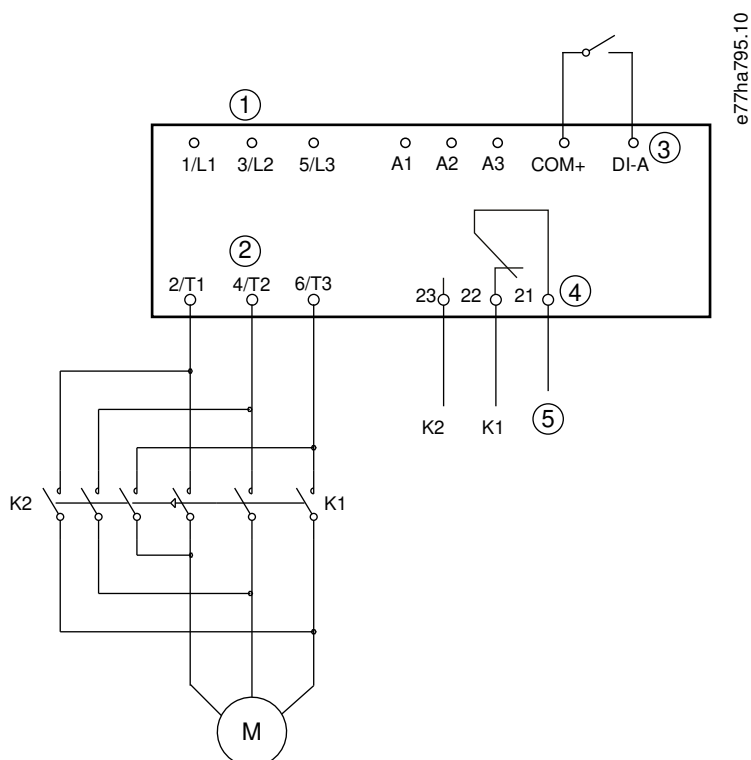 e77ha795.10
1
1/L1 3/L2 5/L3 A1 A2 A3 COM+ DI-A 3
2
2/T1 4/T2 6/T3 23 22 21 4
K2 K1 5
K2 K1
M